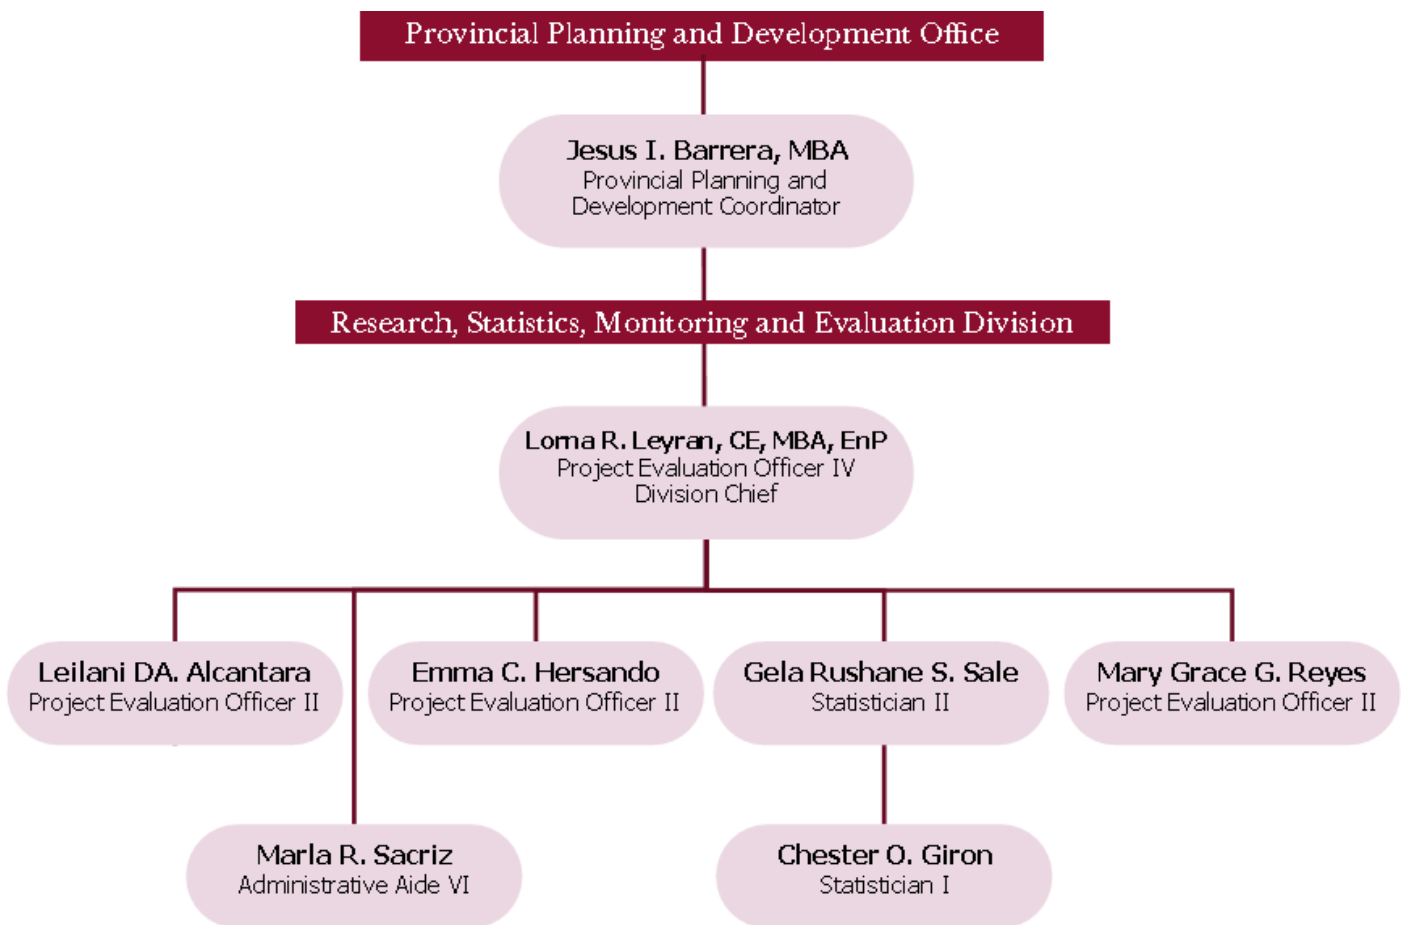 Provincial Planning and Development Office
Jesus I. Barrera, MBA
Provincial Planning and
Development Coordinator
Research, Statistics, Monitoring and Evaluation Division
Lorna R. Leyran, CE, MBA, EnP
Project Evaluation Officer IV
Division Chief
Leilani DA. Alcantara
Project Evaluation Officer II
Emma C. Hersando
Project Evaluation Officer II
Gela Rushane S. Sale
Statistician II
Mary Grace G. Reyes
Project Evaluation Officer II
Marla R. Sacriz
Administrative Aide VI
Chester O. Giron
Statistician I